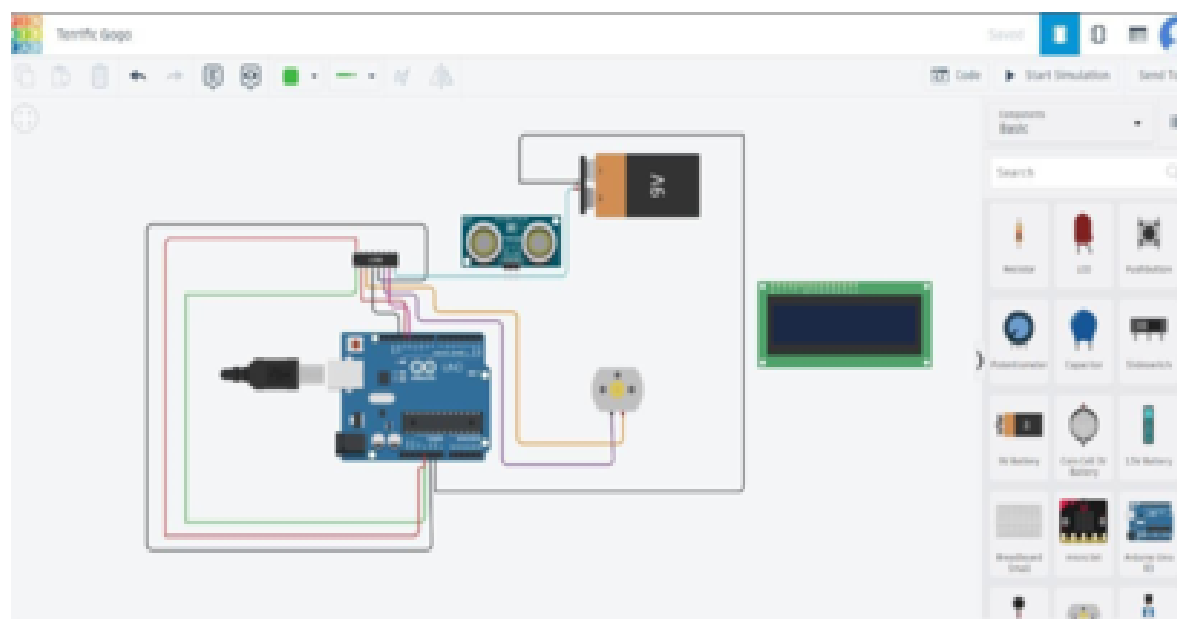 Terrific Gogo
Saved
Code
Start Simulation
Send To
Components
Basic
Search
Resistor
LED
Pushbutton
Potentiometer
Capacitor
Slideswitch
9V Battery
Coin Cell 3V
Battery
1.5V Battery
Breadboard
Small
micro:bit
Arduino Uno
R3
9V
UNO